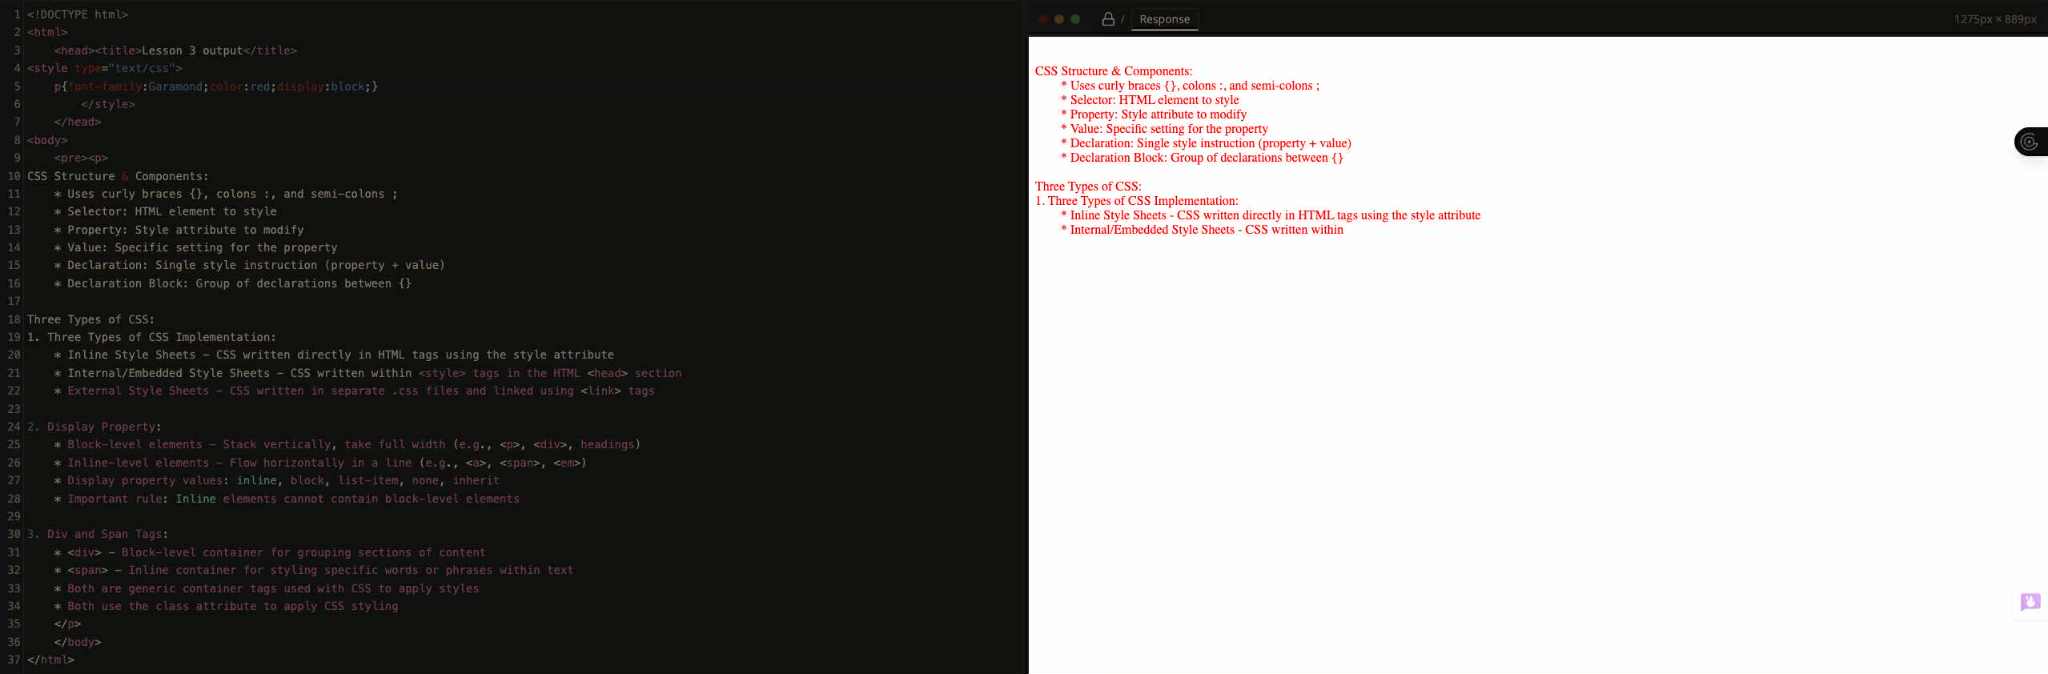 1 <!DOCTYPE html>
2 <html>
3 <head><title>Lesson 3 output</title>
4 <style type="text/css">
5 p{font-family:Garamond;color:red;display:block;}
6 </style>
7 </head>
8 <body>
9 <pre><p>
10 CSS Structure & Components:
11 * Uses curly braces {}, colons :, and semi-colons ;
12 * Selector: HTML element to style
13 * Property: Style attribute to modify
14 * Value: Specific setting for the property
15 * Declaration: Single style instruction (property + value)
16 * Declaration Block: Group of declarations between {}
17
18 Three Types of CSS:
19 1. Three Types of CSS Implementation:
20 * Inline Style Sheets – CSS written directly in HTML tags using the style attribute
21 * Internal/Embedded Style Sheets – CSS written within <style> tags in the HTML <head> section
22 * External Style Sheets – CSS written in separate .css files and linked using <link> tags
23
24 2. Display Property:
25 * Block-level elements – Stack vertically, take full width (e.g., <p>, <div>, headings)
26 * Inline-level elements – Flow horizontally in a line (e.g., <a>, <span>, <em>)
27 * Display property values: inline, block, list-item, none, inherit
28 * Important rule: Inline elements cannot contain block-level elements
29
30 3. Div and Span Tags:
31 * <div> – Block-level container for grouping sections of content
32 * <span> – Inline container for styling specific words or phrases within text
33 * Both are generic container tags used with CSS to apply styles
34 * Both use the class attribute to apply CSS styling
35 </p>
36 </body>
37 </html>
/ Response
1275px × 889px
CSS Structure & Components:
* Uses curly braces {}, colons :, and semi-colons ;
* Selector: HTML element to style
* Property: Style attribute to modify
* Value: Specific setting for the property
* Declaration: Single style instruction (property + value)
* Declaration Block: Group of declarations between {}
Three Types of CSS:
1. Three Types of CSS Implementation:
* Inline Style Sheets - CSS written directly in HTML tags using the style attribute
* Internal/Embedded Style Sheets - CSS written within